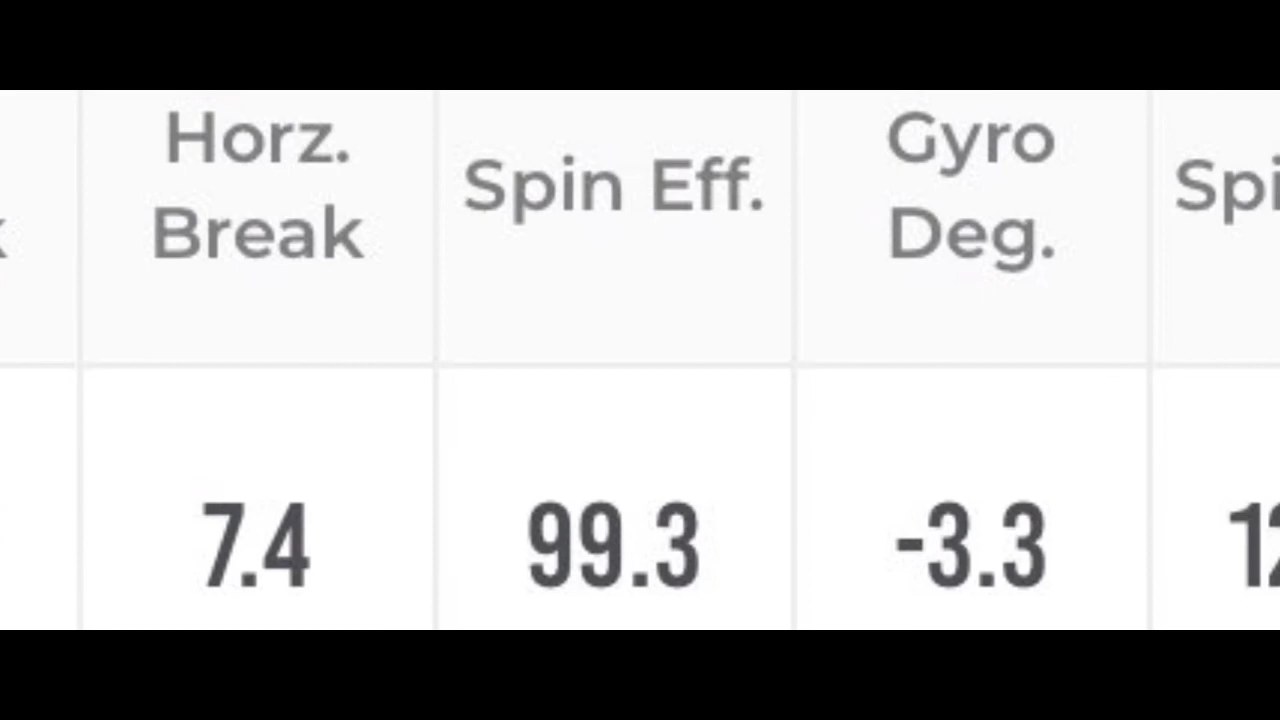 Horz.
Break
Spin Eff.
Gyro
Deg.
7.4
99.3
-3.3